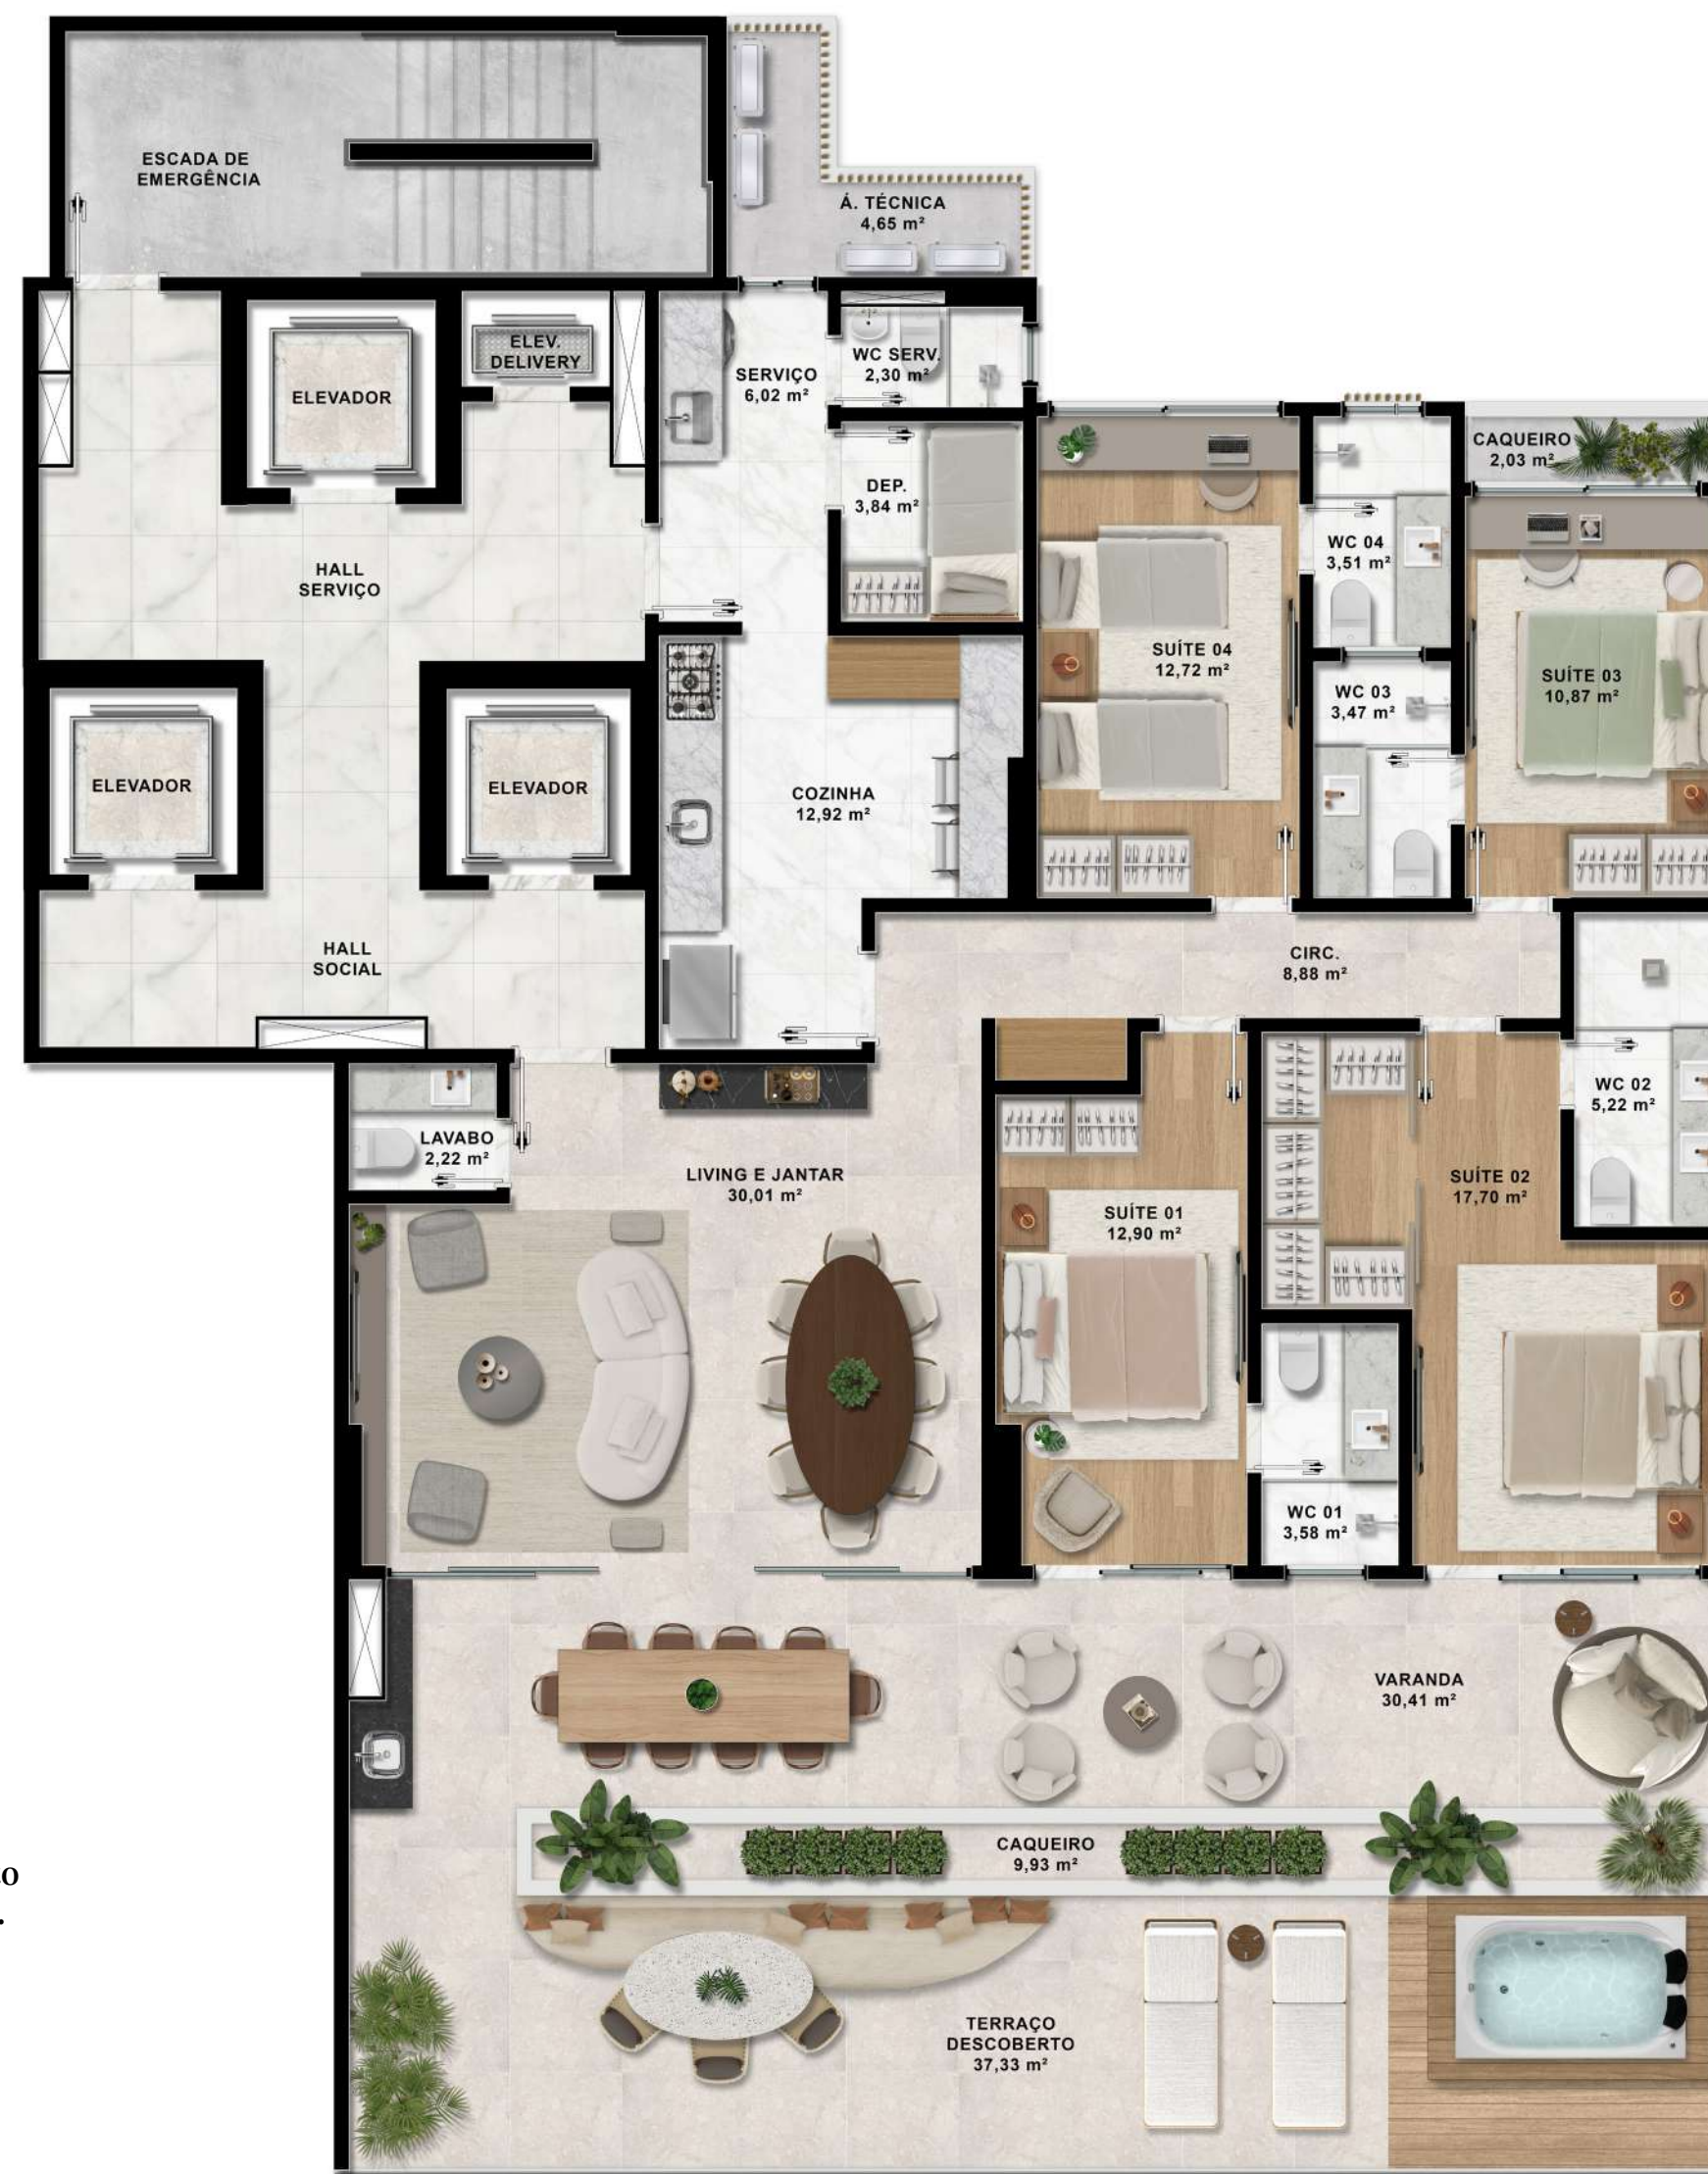 ESCADA DE
EMERGÊNCIA
Á. TÉCNICA
4,65 m²
ELEVADOR
ELEV.
DELIVERY
SERVIÇO
6,02 m²
WC SERV.
2,30 m²
DEP.
3,84 m²
HALL
SERVIÇO
CAQUEIRO
2,03 m²
WC 04
3,51 m²
SUÍTE 04
12,72 m²
WC 03
3,47 m²
SUÍTE 03
10,87 m²
ELEVADOR
ELEVADOR
COZINHA
12,92 m²
HALL
SOCIAL
CIRC.
8,88 m²
WC 02
5,22 m²
LAVABO
2,22 m²
LIVING E JANTAR
30,01 m²
SUÍTE 01
12,90 m²
SUÍTE 02
17,70 m²
WC 01
3,58 m²
VARANDA
30,41 m²
CAQUEIRO
9,93 m²
TERRAÇO
DESCOBERTO
37,33 m²